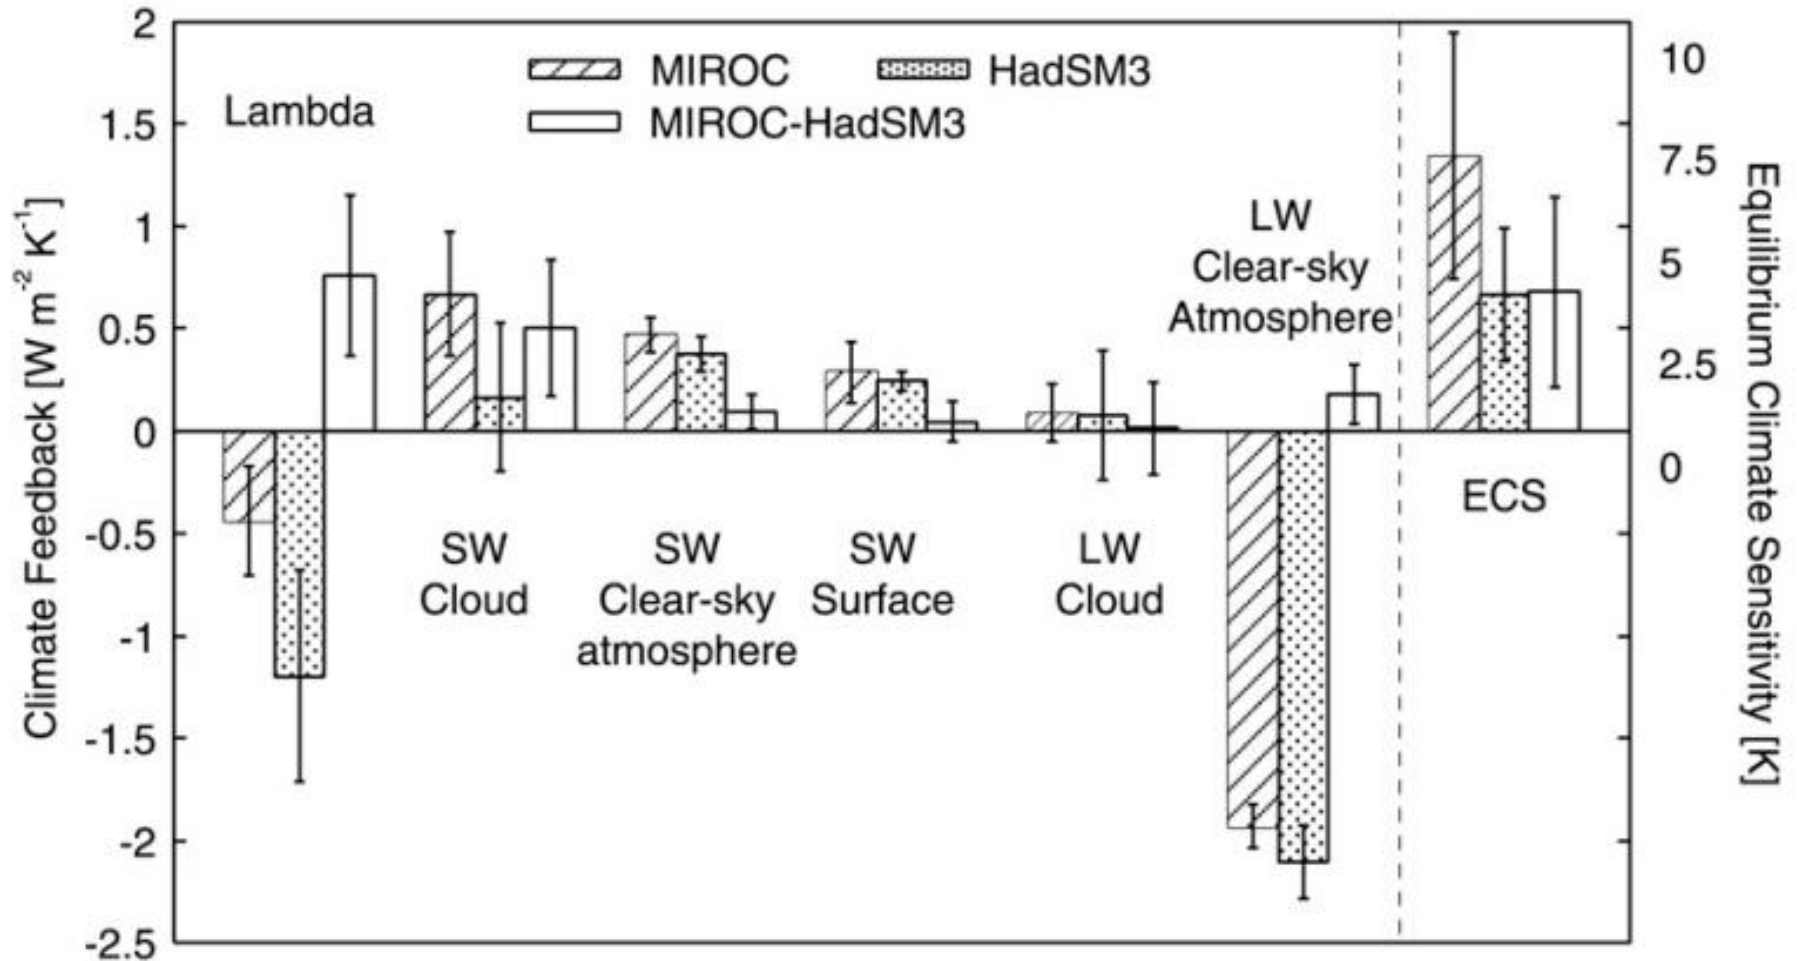 2
1.5
1
0.5
0
-0.5
-1
-1.5
-2
-2.5
Climate Feedback [W m⁻² K⁻¹]
MIROC
HadSM3
MIROC-HadSM3
Lambda
SW
Cloud
SW
Clear-sky
atmosphere
SW
Surface
LW
Cloud
LW
Clear-sky
Atmosphere
ECS
10
7.5
5
2.5
0
Equilibrium Climate Sensitivity [K]